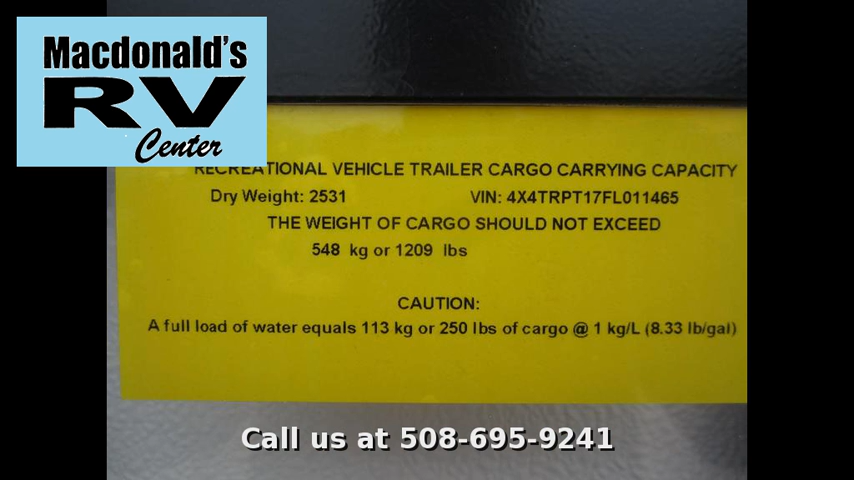 Macdonald's
RV
Center
RECREATIONAL VEHICLE TRAILER CARGO CARRYING CAPACITY
Dry Weight: 2531 VIN: 4X4TRPT17FL011465
THE WEIGHT OF CARGO SHOULD NOT EXCEED
548 kg or 1209 lbs
CAUTION:
A full load of water equals 113 kg or 250 lbs of cargo @ 1 kg/L (8.33 lb/gal)
Call us at 508-695-9241